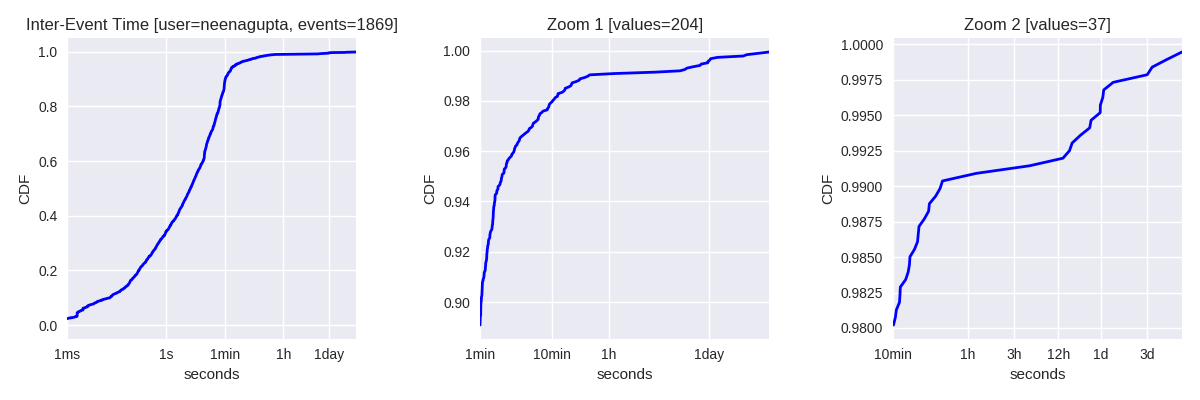 Inter-Event Time [user=neenagupta, events=1869]
1.0
0.8
0.6
0.4
0.2
0.0
CDF
1ms 1s 1min 1h 1day
seconds
Zoom 1 [values=204]
1.00
0.98
0.96
0.94
0.92
0.90
CDF
1min 10min 1h 1day
seconds
Zoom 2 [values=37]
1.0000
0.9975
0.9950
0.9925
0.9900
0.9875
0.9850
0.9825
0.9800
CDF
10min 1h 3h 12h 1d 3d
seconds